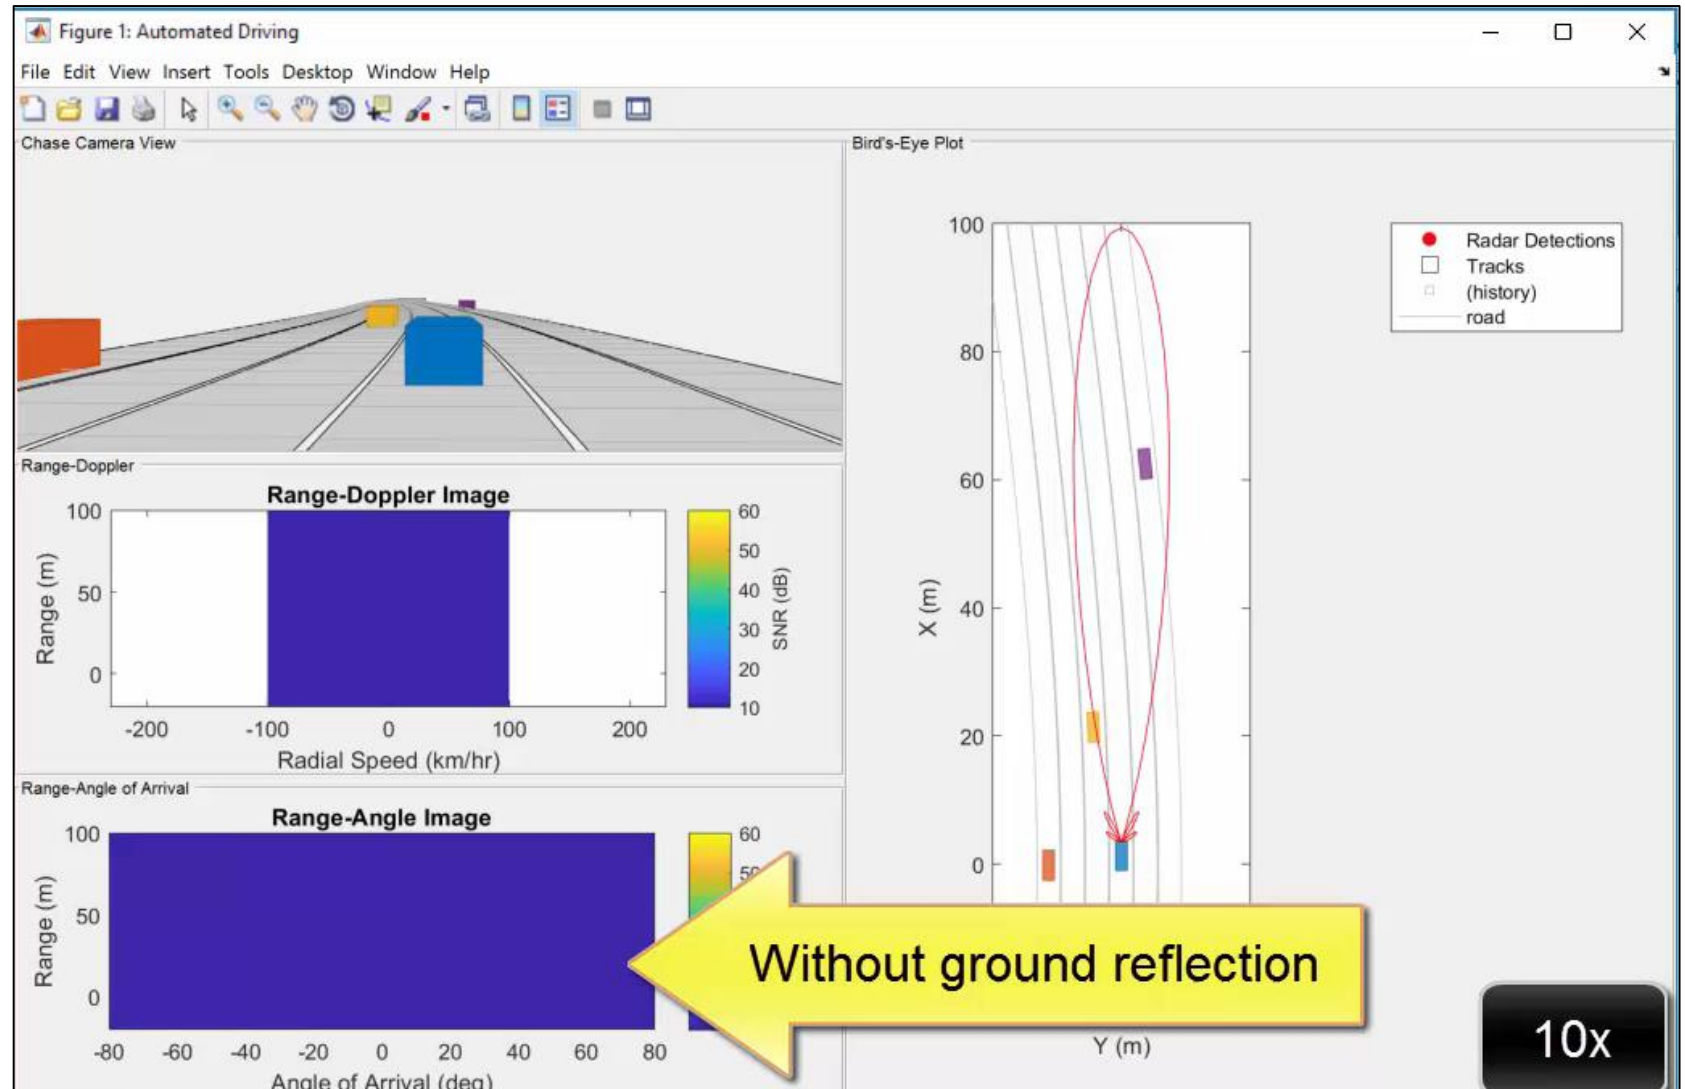 Figure 1: Automated Driving
File Edit View Insert Tools Desktop Window Help
Chase Camera View
Range-Doppler
Range-Doppler Image
100
50
0
Range (m)
-200 -100 0 100 200
Radial Speed (km/hr)
60
50
40
30
20
10
SNR (dB)
Range-Angle of Arrival
Range-Angle Image
100
50
0
Range (m)
-80 -60 -40 -20 0 20 40 60 80
Angle of Arrival (deg)
60
Bird's-Eye Plot
100
80
60
40
20
0
X (m)
Y (m)
Radar Detections
Tracks
(history)
road
Without ground reflection
10x